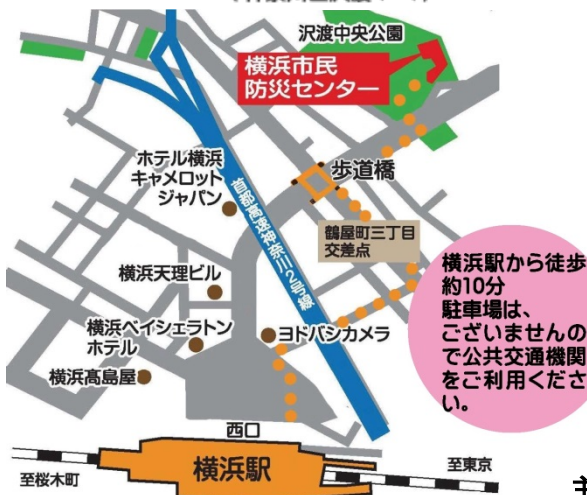 沢渡中央公園
横浜市民
防災センター
歩道橋
ホテル横浜
キャメロット
ジャパン
首都高速神奈川2号線
鶴屋町三丁目
交差点
横浜天理ビル
横浜ベイシェラトン
ホテル
ヨドバシカメラ
横浜髙島屋
横浜駅から徒歩
約10分
駐車場は、
ございませんの
で公共交通機関
をご利用くださ
い。
西口
横浜駅
至桜木町
至東京